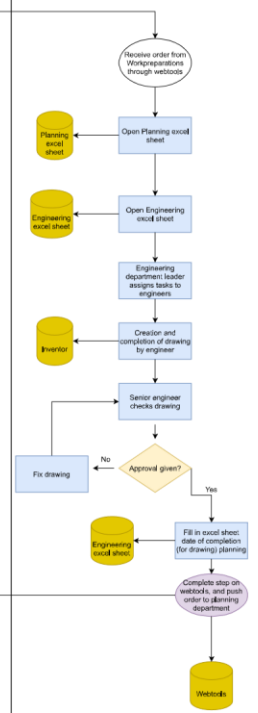 Receive order from
Workpreparations
through webtools
Planning
excel
sheet
Open Planning excel
sheet
Engineering
excel sheet
Open Engineering
excel sheet
Engineering
department leader
assigns tasks to
engineers
Inventor
Creation and
completion of drawing
by engineer
Senior engineer
checks drawing
No
Approval given?
Fix drawing
Yes
Engineering
excel sheet
Fill in excel sheet
date of completion
(for drawing) planning
Complete step on
webtools, and push
order to planning
department
Webtools